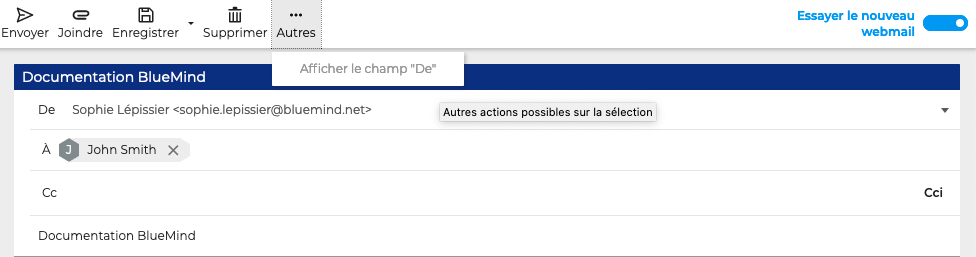 Envoyer Joindre Enregistrer Supprimer Autres
Essayer le nouveau
webmail
Afficher le champ "De"
Documentation BlueMind
De Sophie Lépissier <sophie.lepissier@bluemind.net>
Autres actions possibles sur la sélection
À J John Smith
Cc Cci
Documentation BlueMind